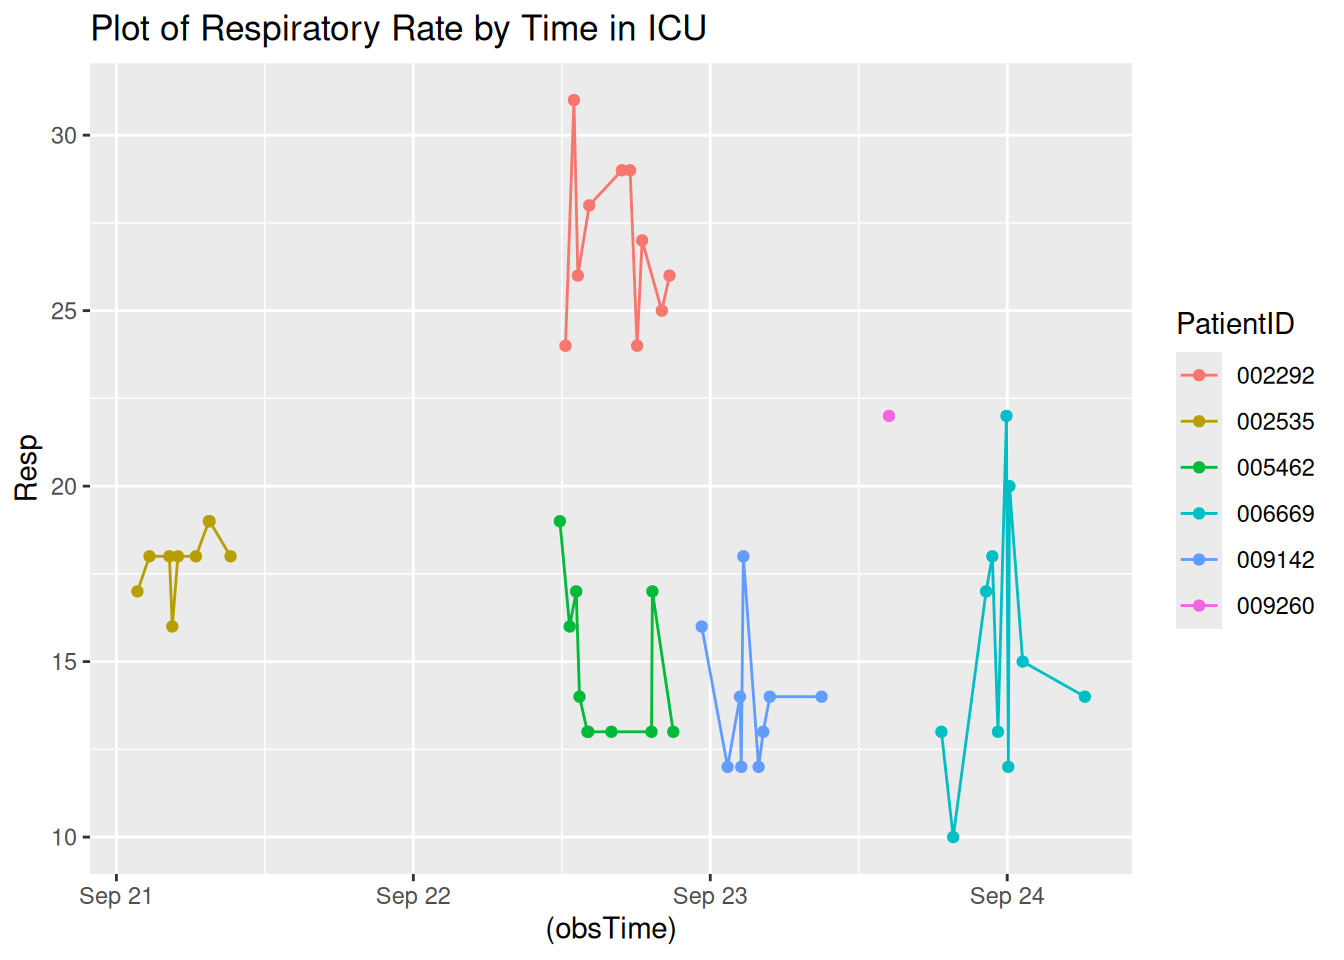 Plot of Respiratory Rate by Time in ICU
30
25
20
15
10
Resp
Sep 21
Sep 22
Sep 23
Sep 24
(obsTime)
PatientID
002292
002535
005462
006669
009142
009260